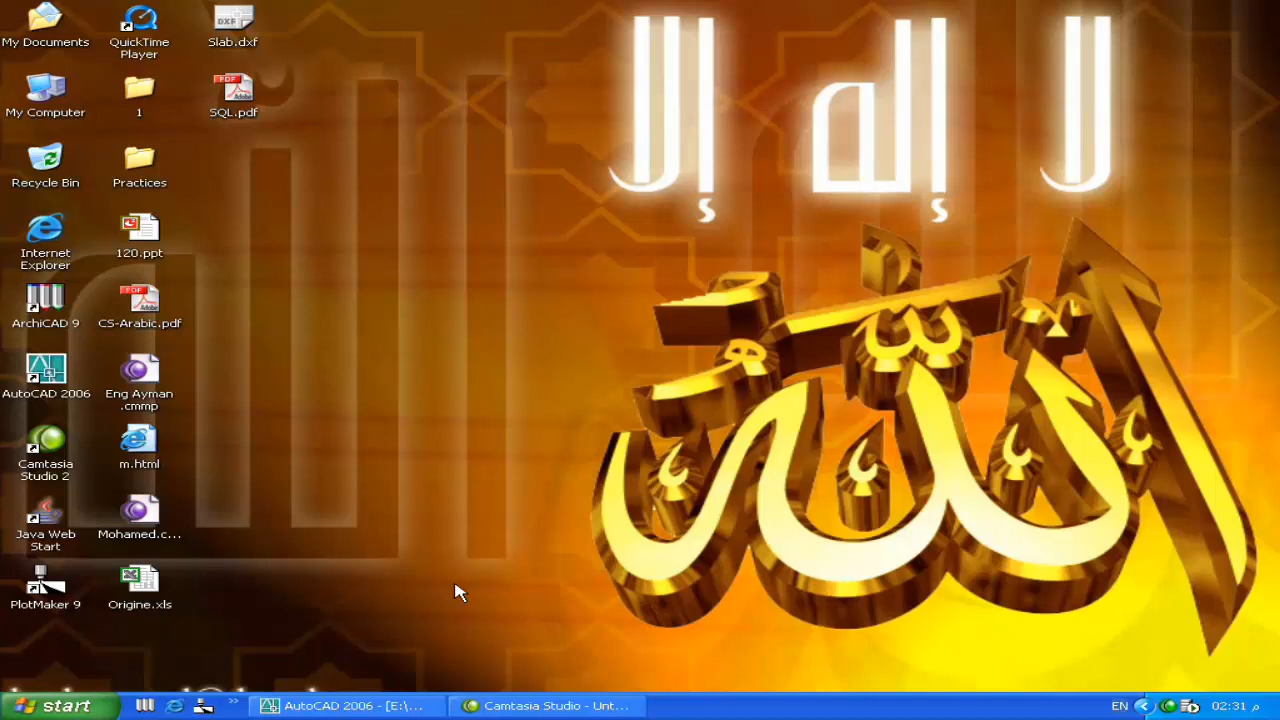 My Documents
QuickTime
Player
Slab.dxf
My Computer
1
SQL.pdf
Recycle Bin
Practices
Internet
Explorer
120.ppt
ArchiCAD 9
CS-Arabic.pdf
AutoCAD 2006
Eng Ayman
.cmmp
Camtasia
Studio 2
m.html
Java Web
Start
Mohamed.c...
PlotMaker 9
Origine.xls
لا إله إلا
الله
start
AutoCAD 2006 - [E:\...
Camtasia Studio - Unt...
EN
02:31 م